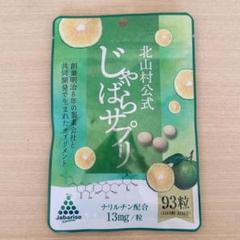 北山村公式
じゃばらサプリ
創業明治8年の製薬会社と
共同開発で生まれたサプリメント
93粒
Jabarise
ナリルチン配合
13mg/粒